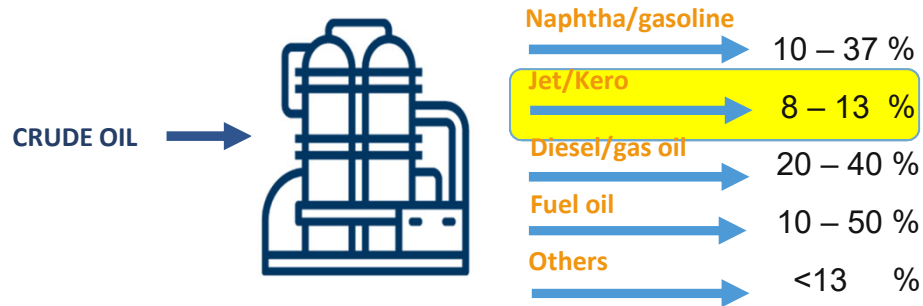 Naphtha/gasoline
10 – 37 %
Jet/Kero
8 – 13 %
CRUDE OIL
Diesel/gas oil
20 – 40 %
Fuel oil
10 – 50 %
Others
<13 %